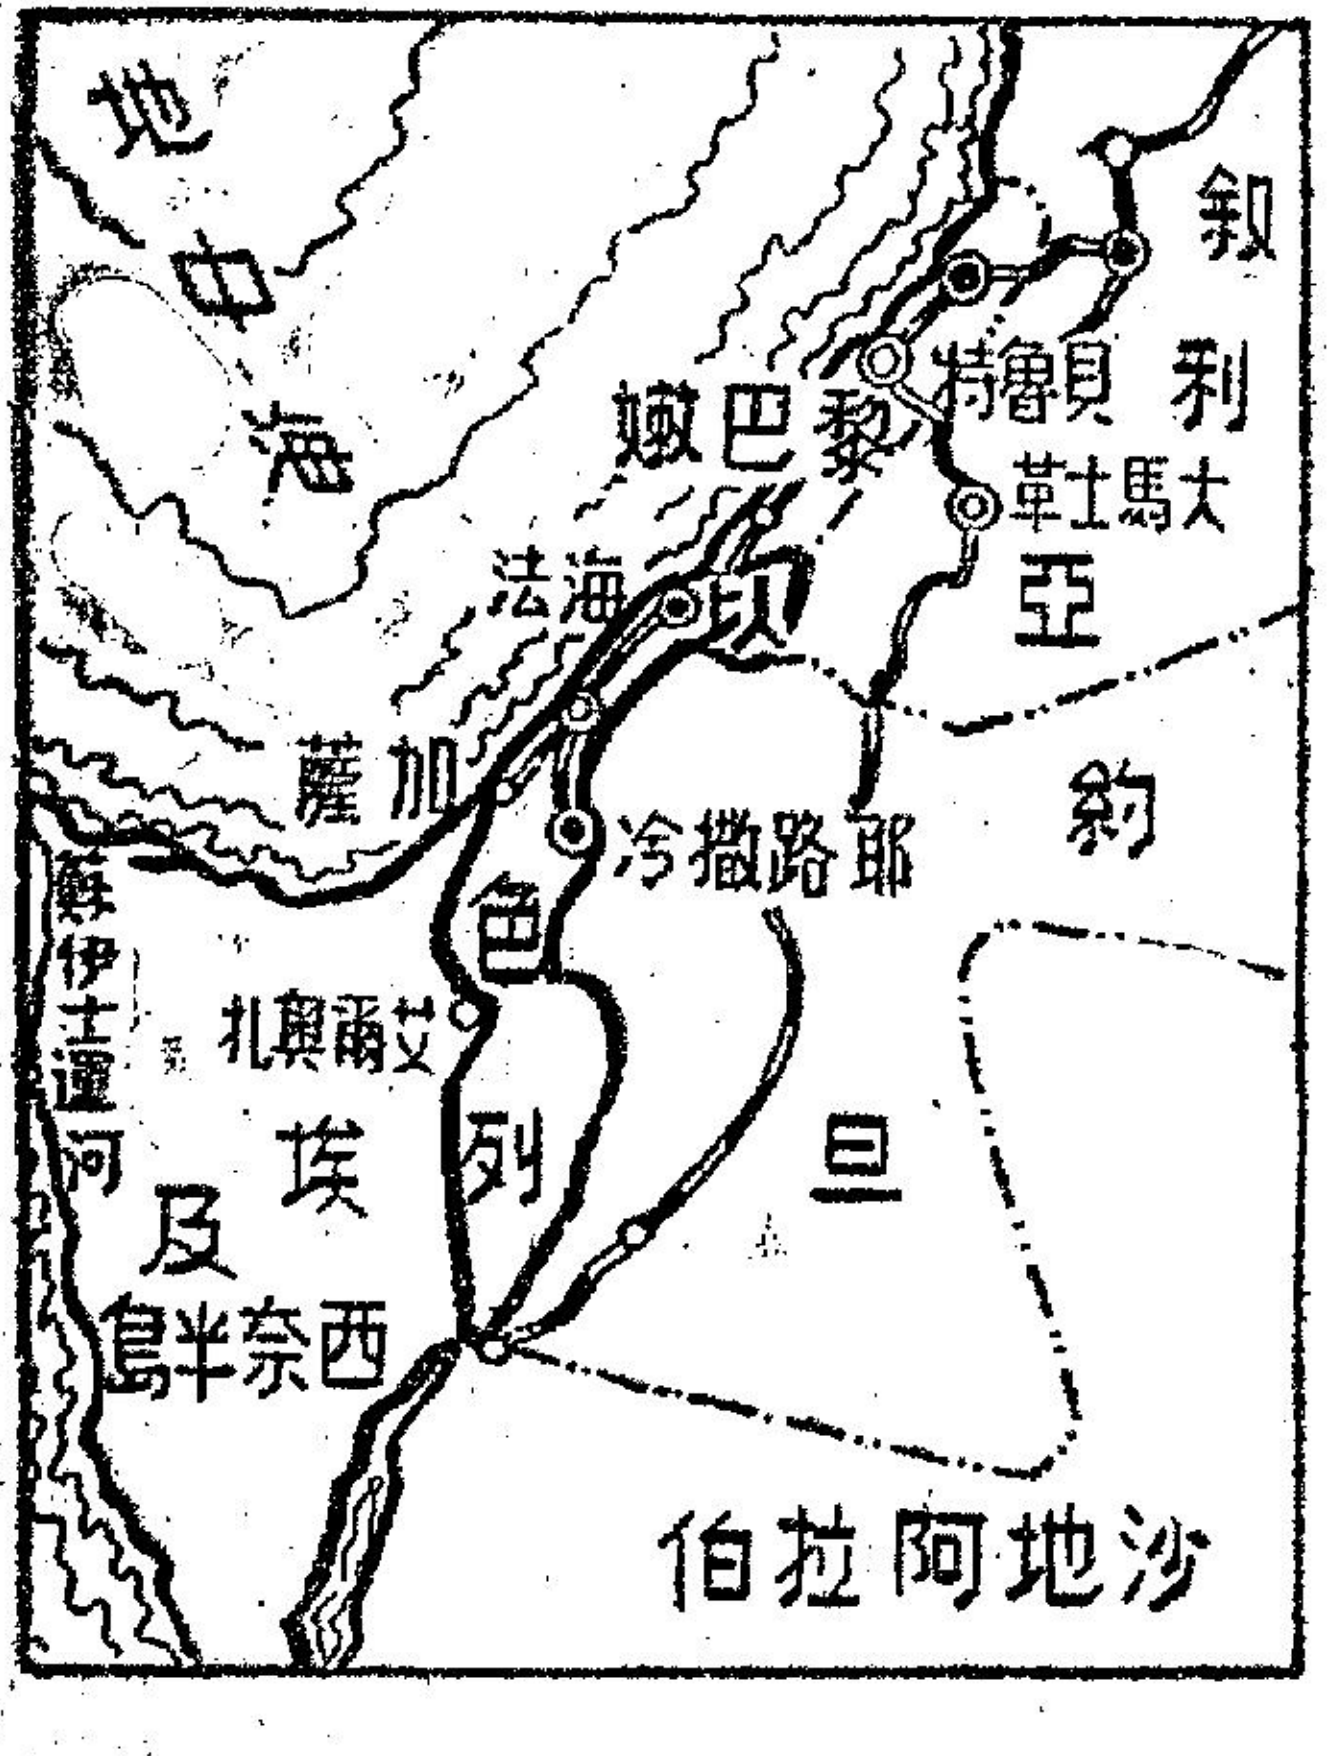 地中海
叙利亞
貝魯特
黎巴嫩
大馬士革
海法
以色列
加薩
耶路撒冷
約旦
蘇伊士運河
艾爾奧扎
埃及
西奈半島
沙地阿拉伯